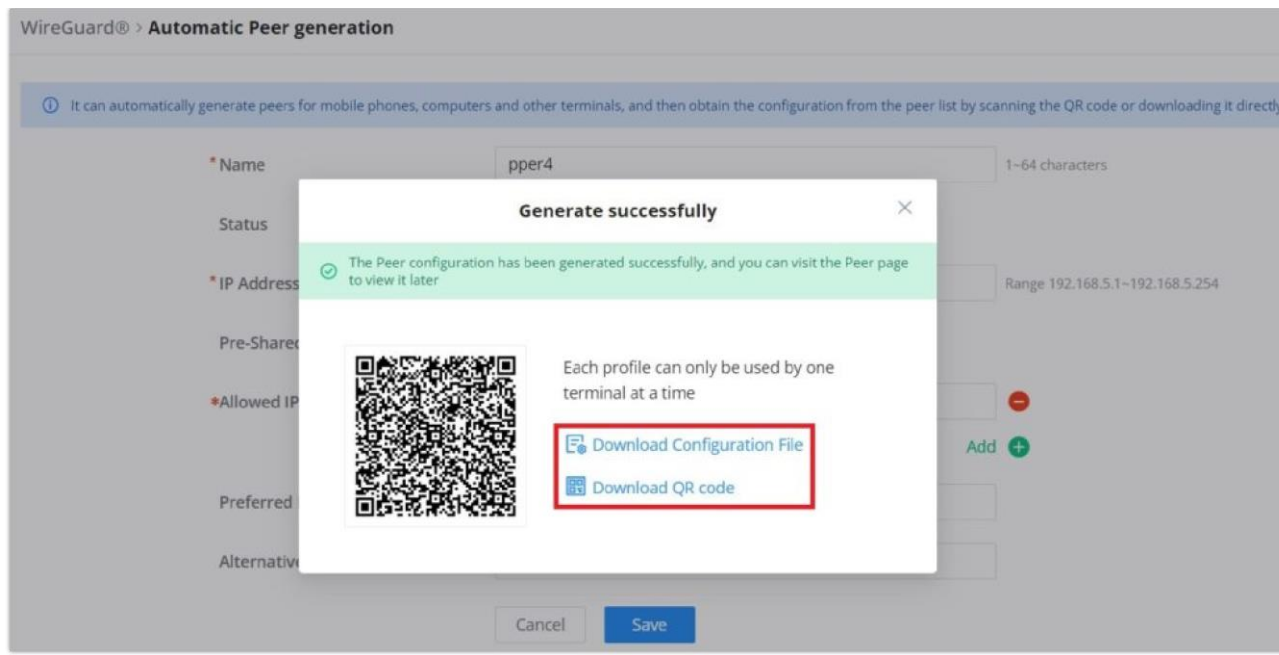 WireGuard® > Automatic Peer generation
It can automatically generate peers for mobile phones, computers and other terminals, and then obtain the configuration from the peer list by scanning the QR code or downloading it directly
*Name pper4 1~64 characters
Generate successfully
Status
The Peer configuration has been generated successfully, and you can visit the Peer page
to view it later
*IP Address Range 192.168.5.1~192.168.5.254
Pre-Shared
Each profile can only be used by one
terminal at a time
*Allowed IP
Download Configuration File
Add
Download QR code
Preferred
Alternative
Cancel Save